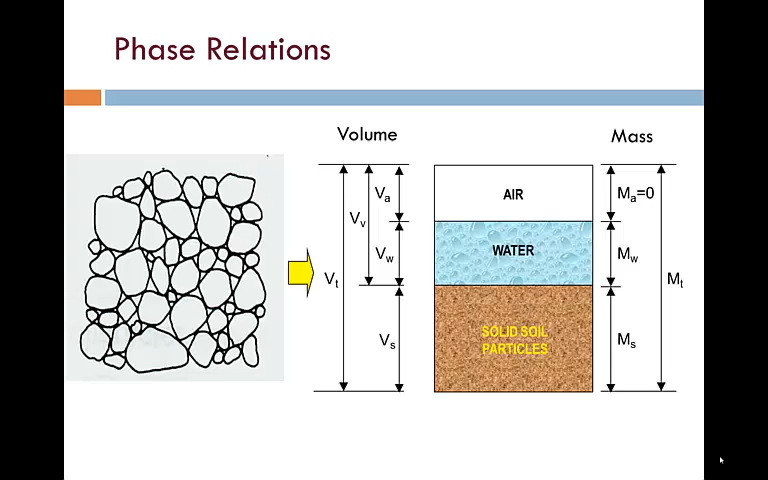 Phase Relations
Volume
Mass
Va
AIR
Ma=0
Vv
Vw
WATER
Mw
Vt
Mt
Vs
SOLID SOIL
PARTICLES
Ms